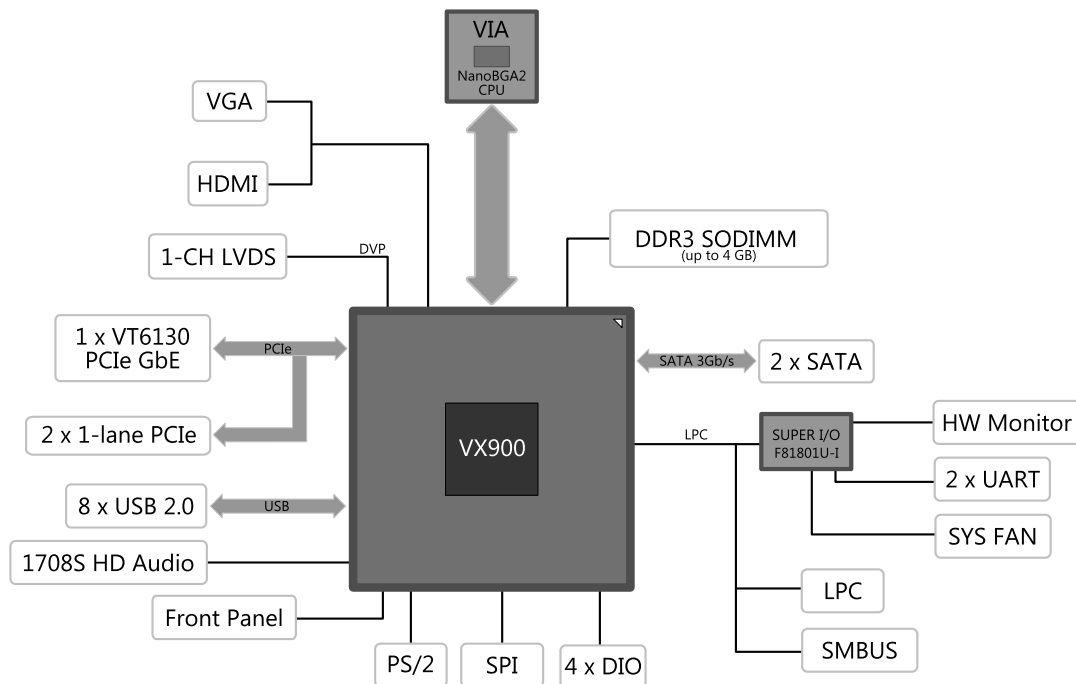 VIA
NanoBGA2
CPU
VGA
HDMI
1-CH LVDS
DVP
DDR3 SODIMM
(up to 4 GB)
1 x VT6130
PCIe GbE
PCIe
2 x 1-lane PCIe
SATA 3Gb/s
2 x SATA
VX900
LPC
SUPER I/O
F81801U-I
HW Monitor
2 x UART
SYS FAN
8 x USB 2.0
USB
1708S HD Audio
LPC
Front Panel
SMBUS
PS/2
SPI
4 x DIO